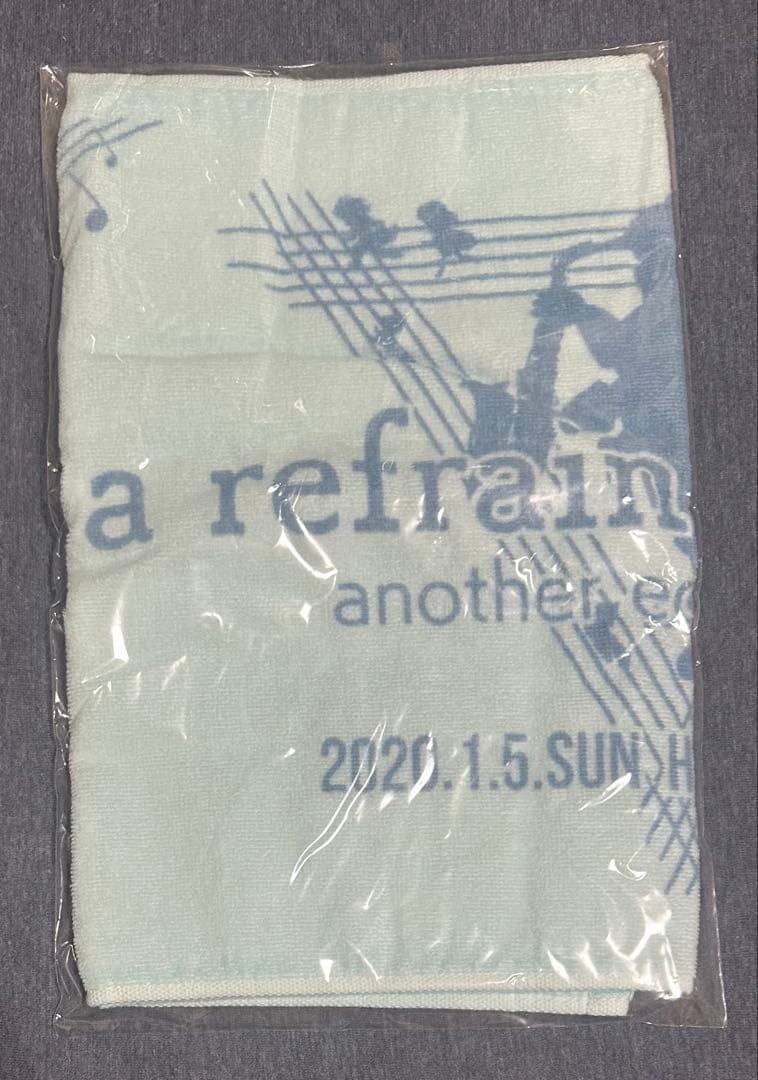 a refrain
another e
2020.1.5.SUN H